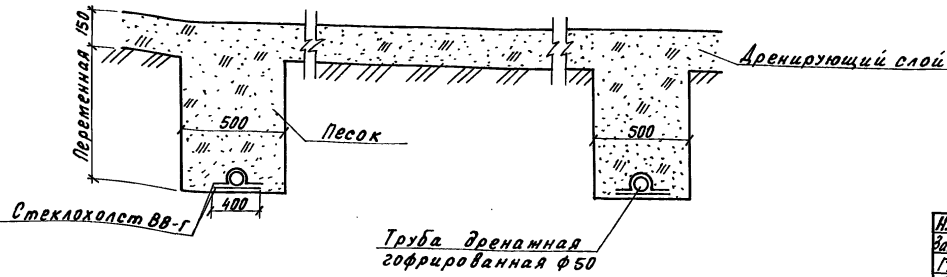 150
Переменная
Дренирующий слой
500
Песок
500
Стеклохолст ВВ-Г
400
Труба дренажная
гофрированная ф50